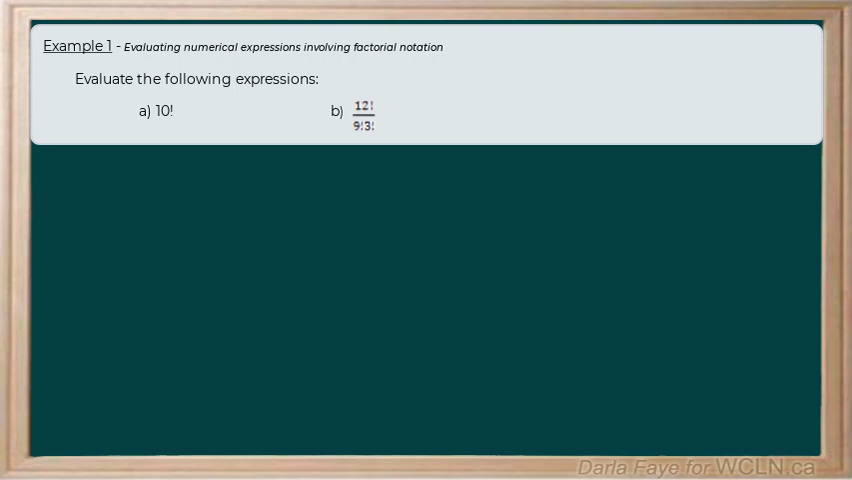 Example 1 - Evaluating numerical expressions involving factorial notation
Evaluate the following expressions:
a) 10! b) 12!
9!3!
Darla Faye for WCLN.ca